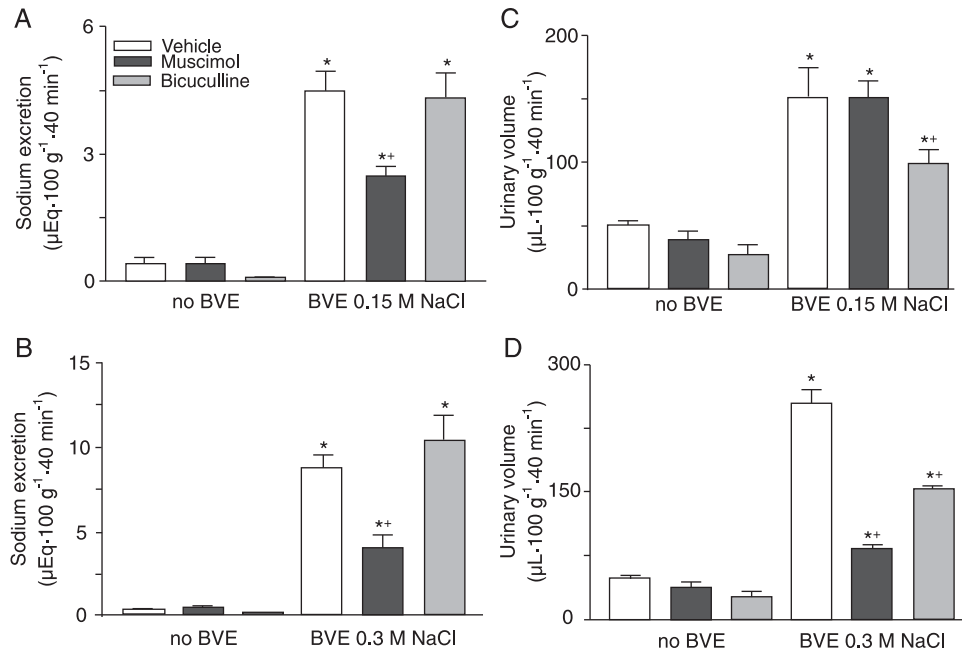 A
Sodium excretion
(µEq·100 g⁻¹·40 min⁻¹)
6
3
0
Vehicle
Muscimol
Bicuculline
*
*+
*
no BVE
BVE 0.15 M NaCl
B
Sodium excretion
(µEq·100 g⁻¹·40 min⁻¹)
15
10
5
0
*
*+
*
no BVE
BVE 0.3 M NaCl
C
Urinary volume
(µL·100 g⁻¹·40 min⁻¹)
200
100
0
*
*
*+
no BVE
BVE 0.15 M NaCl
D
Urinary volume
(µL·100 g⁻¹·40 min⁻¹)
300
150
0
*
*+
*+
no BVE
BVE 0.3 M NaCl